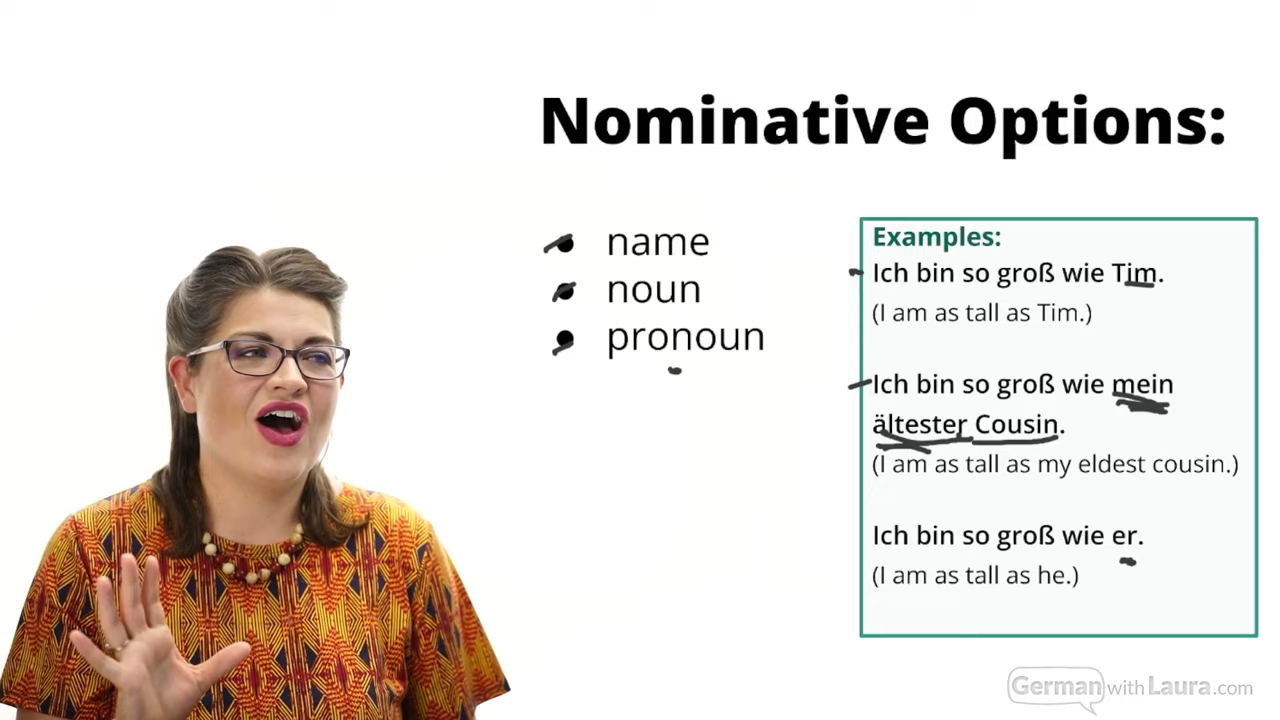 Nominative Options:
name
noun
pronoun
Examples:
Ich bin so groß wie Tim.
(I am as tall as Tim.)
Ich bin so groß wie mein
ältester Cousin.
(I am as tall as my eldest cousin.)
Ich bin so groß wie er.
(I am as tall as he.)
German with Laura.com